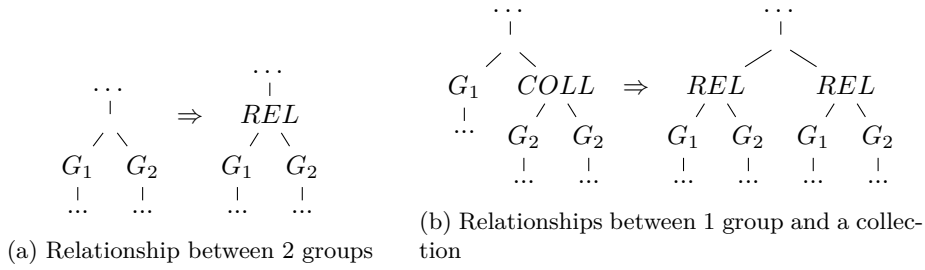 ... ...
... ...
G1 COLL ⇒ REL REL
⇒ REL
... G2 G2 G1 G2 G1 G2
G1 G2 G1 G2
... ... ... ... ... ...
... ... ... ...
(a) Relationship between 2 groups
(b) Relationships between 1 group and a collec-
tion